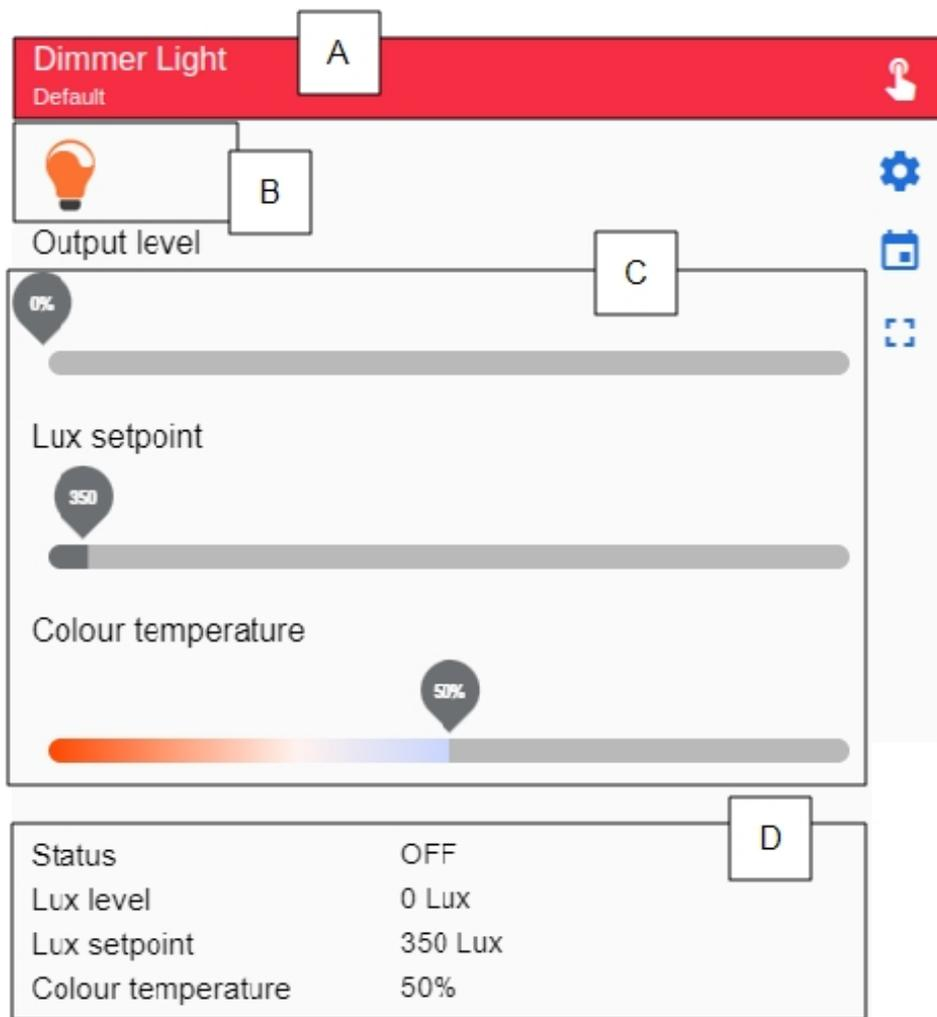 A
Dimmer Light
Default
B
Output level
C
0%
Lux setpoint
350
Colour temperature
50%
D
Status OFF
Lux level 0 Lux
Lux setpoint 350 Lux
Colour temperature 50%